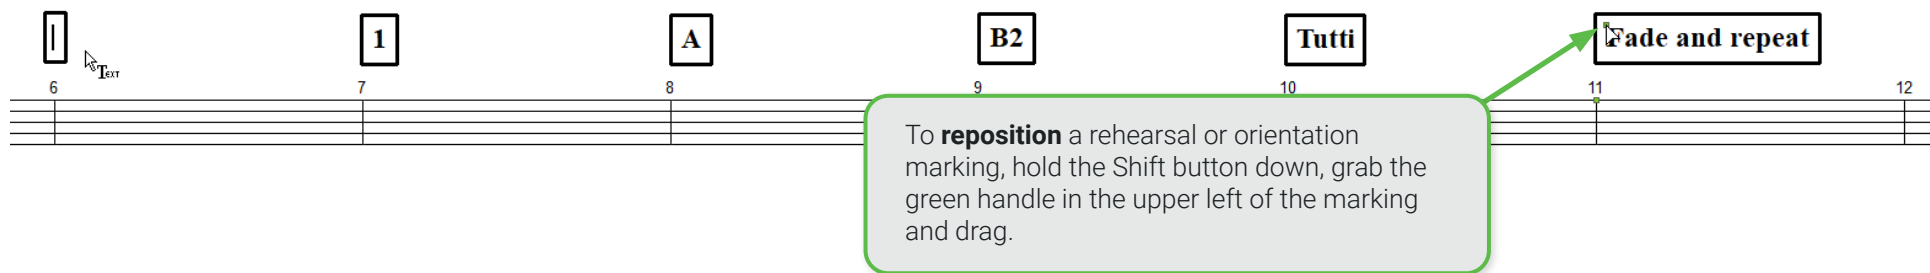 1 A B2 Tutti Fade and repeat
TEXT
6 7 8 9 10 11 12
To reposition a rehearsal or orientation
marking, hold the Shift button down, grab the
green handle in the upper left of the marking
and drag.